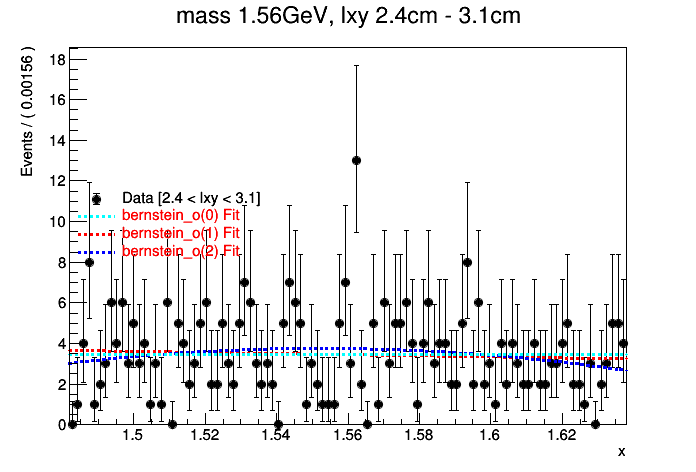 mass 1.56GeV, lxy 2.4cm - 3.1cm
Events / ( 0.00156 )
18
16
14
12
10
8
6
4
2
0
Data [2.4 < lxy < 3.1]
bernstein_o(0) Fit
bernstein_o(1) Fit
bernstein_o(2) Fit
1.5 1.52 1.54 1.56 1.58 1.6 1.62
x